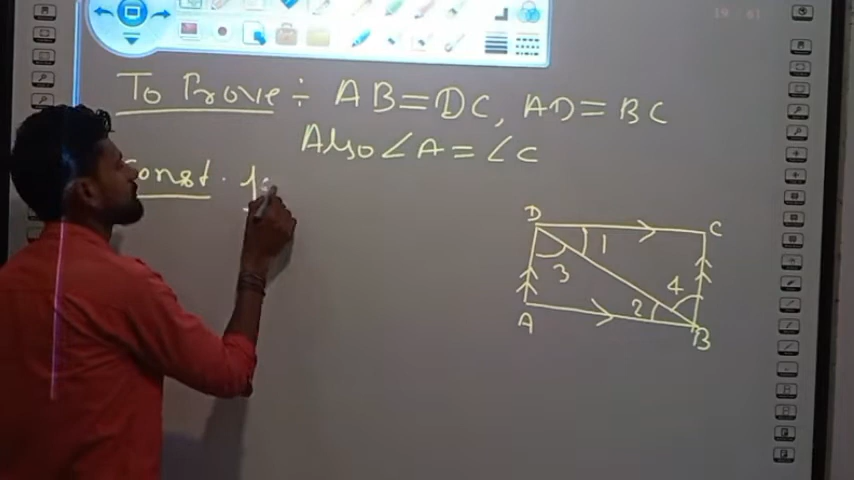 To Prove ÷ AB=DC, AD=BC
Also ∠A=∠C
Const.
D
C
1
3
4
2
A
B